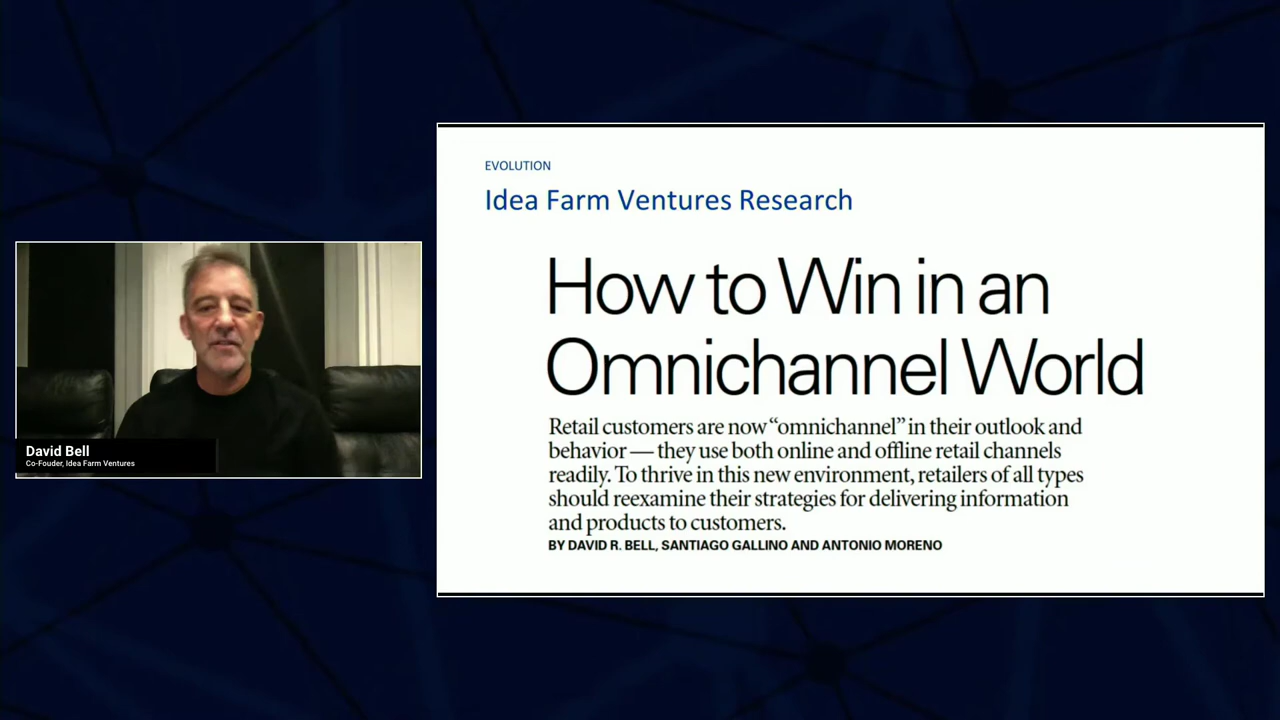 EVOLUTION
Idea Farm Ventures Research
How to Win in an
Omnichannel World
Retail customers are now “omnichannel” in their outlook and
behavior — they use both online and offline retail channels
readily. To thrive in this new environment, retailers of all types
should reexamine their strategies for delivering information
and products to customers.
BY DAVID R. BELL, SANTIAGO GALLINO AND ANTONIO MORENO
David Bell
Co-Fouder, Idea Farm Ventures